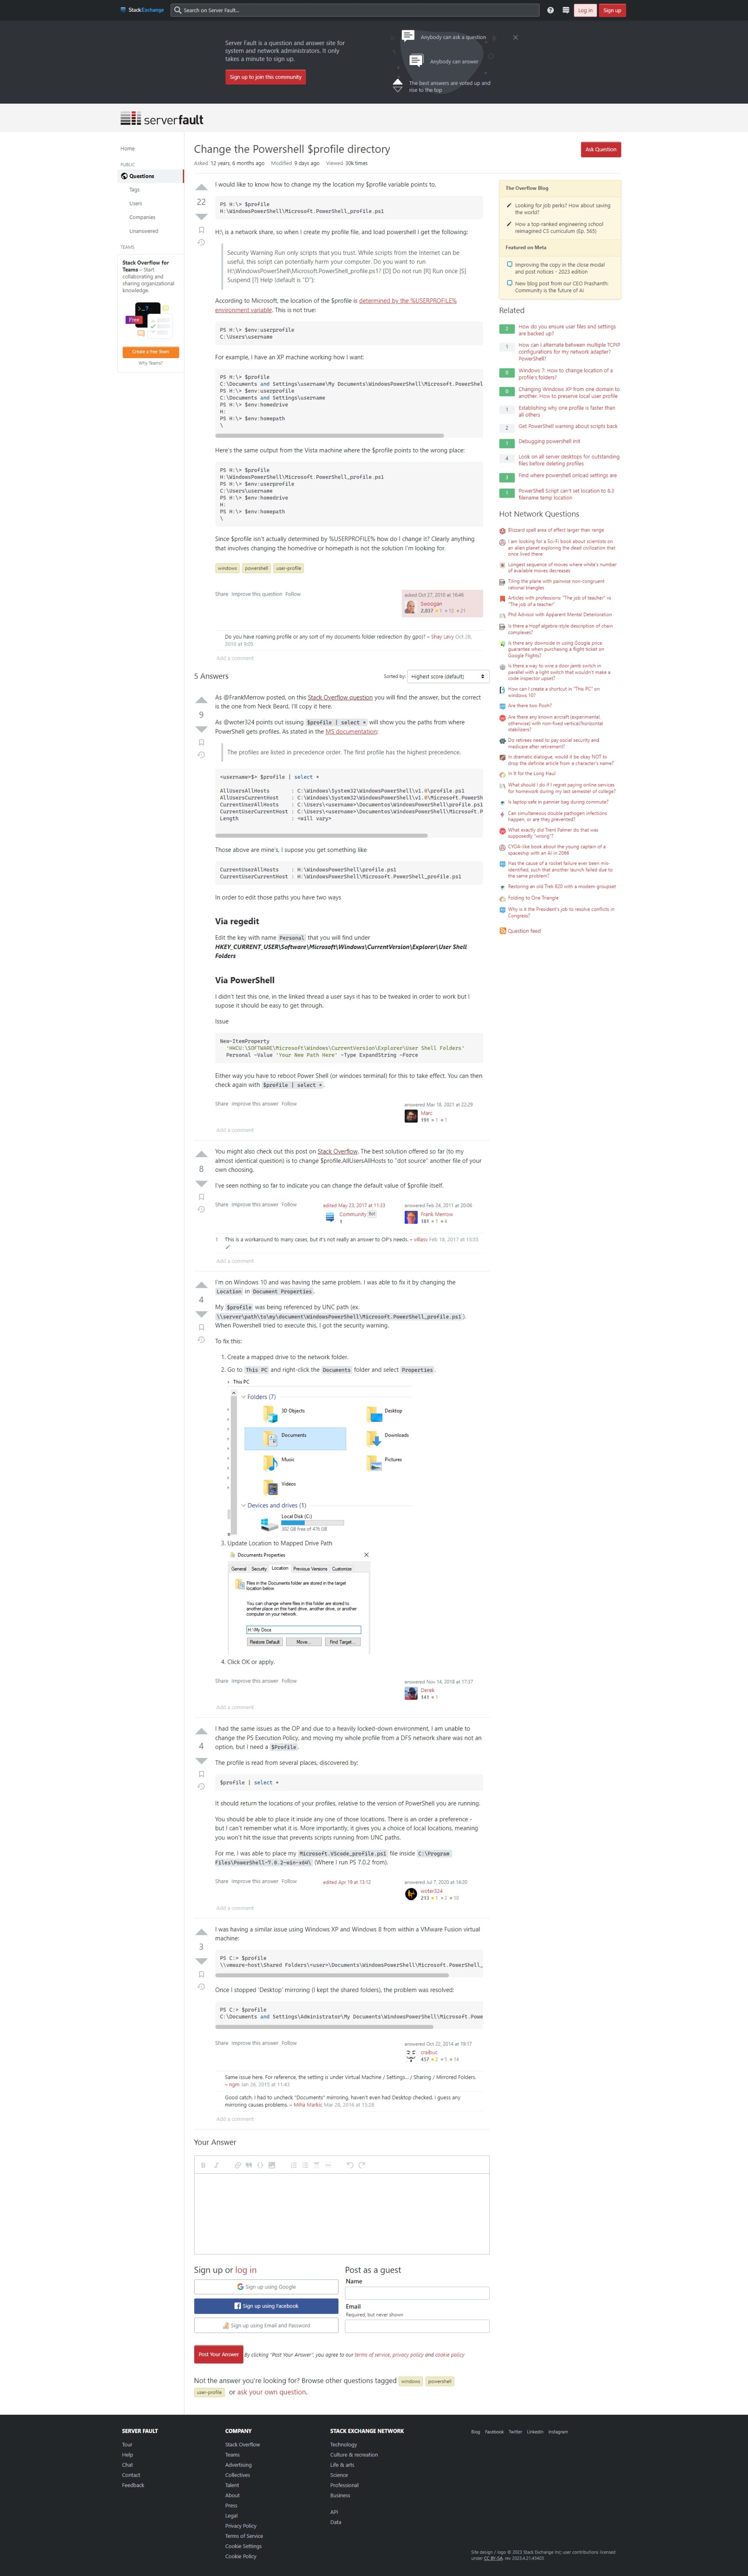 StackExchange
Search on Server Fault…
Log in
Sign up
Server Fault is a question and answer site for
system and network administrators. It only
takes a minute to sign up.
Sign up to join this community
Anybody can ask a question
Anybody can answer
The best answers are voted up and
rise to the top
serverfault
Home
PUBLIC
Questions
Tags
Users
Companies
Unanswered
TEAMS
Stack Overflow for
Teams – Start
collaborating and
sharing organizational
knowledge.
Free
Create a free Team
Why Teams?
Change the Powershell $profile directory
Ask Question
Asked 12 years, 6 months ago Modified 9 days ago Viewed 30k times
22
I would like to know how to change my the location my $profile variable points to.
PS H:\> $profile
H:\WindowsPowerShell\Microsoft.PowerShell_profile.ps1
H:\ is a network share, so when I create my profile file, and load powershell I get the following:
Security Warning Run only scripts that you trust. While scripts from the Internet can be
useful, this script can potentially harm your computer. Do you want to run
H:\WindowsPowerShell\Microsoft.PowerShell_profile.ps1? [D] Do not run [R] Run once [S]
Suspend [?] Help (default is "D"):
According to Microsoft, the location of the $profile is determined by the %USERPROFILE%
environment variable. This is not true:
PS H:\> $env:userprofile
C:\Users\username
For example, I have an XP machine working how I want:
PS H:\> $profile
C:\Documents and Settings\username\My Documents\WindowsPowerShell\Microsoft.PowerShel
PS H:\> $env:userprofile
C:\Documents and Settings\username
PS H:\> $env:homedrive
H:
PS H:\> $env:homepath
\
Here's the same output from the Vista machine where the $profile points to the wrong place:
PS H:\> $profile
H:\WindowsPowerShell\Microsoft.PowerShell_profile.ps1
PS H:\> $env:userprofile
C:\Users\username
PS H:\> $env:homedrive
H:
PS H:\> $env:homepath
\
Since $profile isn't actually determined by %USERPROFILE% how do I change it? Clearly anything
that involves changing the homedrive or homepath is not the solution I'm looking for.
windows powershell user-profile
Share Improve this question Follow
asked Oct 27, 2010 at 16:46
Swoogan
2,037
Do you have roaming profile or any sort of my documents folder redirection (by gpo)? – Shay Levy Oct 28,
2010 at 9:05
Add a comment
5 Answers
Sorted by: Highest score (default)
9
As @FrankMerrow posted, on this Stack Overflow question you will find the answer, but the correct
is the one from Neck Beard, I'll copy it here.
As @woter324 points out issuing $profile | select * will show you the paths from where
PowerShell gets profiles. As stated in the MS documentation:
The profiles are listed in precedence order. The first profile has the highest precedence.
<username>$> $profile | select *
AllUsersAllHosts : C:\Windows\System32\WindowsPowerShell\v1.0\profile.ps1
AllUsersCurrentHost : C:\Windows\System32\WindowsPowerShell\v1.0\Microsoft.PowerShe
CurrentUserAllHosts : C:\Users\<username>\Documents\WindowsPowerShell\profile.ps1
CurrentUserCurrentHost : C:\Users\<username>\Documents\WindowsPowerShell\Microsoft.P
Length : <will vary>
Those above are mine's, I supose you get something like
CurrentUserAllHosts : H:\WindowsPowerShell\profile.ps1
CurrentUserCurrentHost : H:\WindowsPowerShell\Microsoft.PowerShell_profile.ps1
In order to edit those paths you have two ways
Via regedit
Edit the key with name Personal that you will find under
HKEY_CURRENT_USER\Software\Microsoft\Windows\CurrentVersion\Explorer\User Shell
Folders
Via PowerShell
I didn't test this one, in the linked thread a user says it has to be tweaked in order to work but I
supose it should be easy to get through.
Issue
New-ItemProperty
'HKCU:\SOFTWARE\Microsoft\Windows\CurrentVersion\Explorer\User Shell Folders'
Personal -Value 'Your New Path Here' -Type ExpandString -Force
Either way you have to reboot Power Shell (or windoes terminal) for this to take effect. You can then
check again with $profile | select *.
Share Improve this answer Follow
answered Mar 18, 2021 at 22:29
Marc
191 1 1
Add a comment
8
You might also check out this post on Stack Overflow. The best solution offered so far (to my
almost identical question) is to change $profile.AllUsersAllHosts to "dot source" another file of your
own choosing.
I've seen nothing so far to indicate you can change the default value of $profile itself.
Share Improve this answer Follow
edited May 23, 2017 at 11:33
Community Bot
1
answered Feb 24, 2011 at 20:06
Frank Merrow
181 1 4
1 This is a workaround to many cases, but it's not really an answer to OP's needs. – villasv Feb 18, 2017 at 15:55
Add a comment
4
I'm on Windows 10 and was having the same problem. I was able to fix it by changing the
Location in Document Properties.
My $profile was being referenced by UNC path (ex.
\\server\path\to\my\document\WindowsPowerShell\Microsoft.PowerShell_profile.ps1).
When Powershell tried to execute this, I got the security warning.
To fix this:
1. Create a mapped drive to the network folder.
2. Go to This PC and right-click the Documents folder and select Properties.
This PC
Folders (7)
3D Objects
Desktop
Documents
Downloads
Music
Pictures
Videos
Devices and drives (1)
Local Disk (C:)
352 GB free of 475 GB
3. Update Location to Mapped Drive Path
Documents Properties
General Security Location Previous Versions Customize
Files in the Documents folder are stored in the target
location below.
You can change where files in this folder are stored to
another place on this hard drive, another drive, or another
computer on your network.
H:\My Docs
Restore Default Move... Find Target...
4. Click OK or apply.
Share Improve this answer Follow
answered Nov 14, 2018 at 17:37
Derek
141 1
Add a comment
4
I had the same issues as the OP and due to a heavily locked-down environment, I am unable to
change the PS Execution Policy, and moving my whole profile from a DFS network share was not an
option, but I need a $Profile.
The profile is read from several places, discovered by:
$profile | select *
It should return the locations of your profiles, relative to the version of PowerShell you are running.
You should be able to place it inside any one of those locations. There is an order a preference -
but I can't remember what it is. More importantly, it gives you a choice of local locations, meaning
you won't hit the issue that prevents scripts running from UNC paths.
For me, I was able to place my Microsoft.VScode_profile.ps1 file inside C:\Program
Files\PowerShell-7.0.2-win-x64\ (Where I run PS 7.0.2 from).
Share Improve this answer Follow
edited Apr 19 at 13:12
answered Jul 7, 2020 at 14:20
woter324
213 1 2 10
Add a comment
3
I was having a similar issue using Windows XP and Windows 8 from within a VMware Fusion virtual
machine:
PS C:> $profile
\\vmware-host\Shared Folders\<user>\Documents\WindowsPowerShell\Microsoft.PowerShell_
Once I stopped 'Desktop' mirroring (I kept the shared folders), the problem was resolved:
PS C:> $profile
C:\Documents and Settings\Administrator\My Documents\WindowsPowerShell\Microsoft.Powe
Share Improve this answer Follow
answered Oct 22, 2014 at 19:17
craibuc
457 2 5 14
Same issue here. For reference, the setting is under Virtual Machine / Settings... / Sharing / Mirrored Folders.
– ngm Jan 26, 2015 at 11:43
Good catch. I had to uncheck "Documents" mirroring, haven't even had Desktop checked. I guess any
mirroring causes problems. – Miha Markic Mar 28, 2016 at 15:28
Add a comment
Your Answer
Sign up or log in
Sign up using Google
Sign up using Facebook
Sign up using Email and Password
Post as a guest
Name
Email
Required, but never shown
Post Your Answer
By clicking "Post Your Answer", you agree to our terms of service, privacy policy and cookie policy
Not the answer you're looking for? Browse other questions tagged windows powershell
user-profile or ask your own question.
The Overflow Blog
Looking for job perks? How about saving
the world?
How a top-ranked engineering school
reimagined CS curriculum (Ep. 565)
Featured on Meta
Improving the copy in the close modal
and post notices - 2023 edition
New blog post from our CEO Prashanth:
Community is the future of AI
Related
2 How do you ensure user files and settings
are backed up?
1 How can I alternate between multiple TCPIP
configurations for my network adapter?
PowerShell?
Windows 7: How to change location of a
profile's folders?
0 Changing Windows XP from one domain to
another. How to preserve local user profile
1 Establishing why one profile is faster than
all others
2 Get PowerShell warning about scripts back
1 Debugging powershell init
4 Look on all server desktops for outstanding
files before deleting profiles
Find where powershell onload settings are
1 PowerShell Script can't set location to 8.3
filename temp location
Hot Network Questions
Blizzard spell area of effect larger than range
I am looking for a Sci-Fi book about scientists on
an alien planet exploring the dead civilization that
once lived there
Longest sequence of moves where white's number
of available moves decreases
Tiling the plane with pairwise non-congruent
rational triangles
Articles with professions: "The job of teacher" vs
"The job of a teacher"
PhD Advisor with Apparent Mental Deterioration
Is there a Hopf algebra-style description of chain
complexes?
Is there any downside in using Google price
guarantee when purchasing a flight ticket on
Google Flights?
Is there a way to wire a door jamb switch in
parallel with a light switch that wouldn't make a
code inspector upset?
How can I create a shortcut in "This PC" on
windows 10?
Are there two Pooh?
Are there any known aircraft (experimental
otherwise) with non-fixed vertical/horizontal
stabilizers?
Do retirees need to pay social security and
medicare after retirement?
In dramatic dialogue, would it be okay NOT to
drop the definite article from a character's name?
In It for the Long Haul
What should I do if I regret paying online services
for homework during my last semester of college?
Is laptop safe in pannier bag during commute?
Can simultaneous double pathogen infections
happen, or are they prevented?
What exactly did Trent Palmer do that was
supposedly "wrong"?
CYOA-like book about the young captain of a
spaceship with an AI in 2066
Has the cause of a rocket failure ever been mis-
identified, such that another launch failed due to
the same problem?
Restoring an old Trek 820 with a modern groupset
Folding to One Triangle
Why is it the President's job to resolve conflicts in
Congress?
Question feed
SERVER FAULT
Tour
Help
Chat
Contact
Feedback
COMPANY
Stack Overflow
Teams
Advertising
Collectives
Talent
About
Press
Legal
Privacy Policy
Terms of Service
Cookie Settings
Cookie Policy
STACK EXCHANGE NETWORK
Technology
Culture & recreation
Life & arts
Science
Professional
Business
API
Data
Blog Facebook Twitter LinkedIn Instagram
Site design / logo © 2023 Stack Exchange Inc; user contributions licensed
under CC BY-SA. rev 2023.4.21.43403